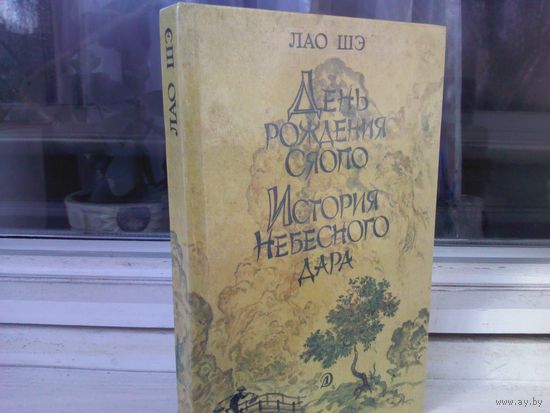 ЛАО ШЭ
ДЕНЬ
РОЖДЕНИЯ
СЯОПО
ИСТОРИЯ
НЕБЕСНОГО
ДАРА
Д
ЛАО ШЭ
www.ay.by